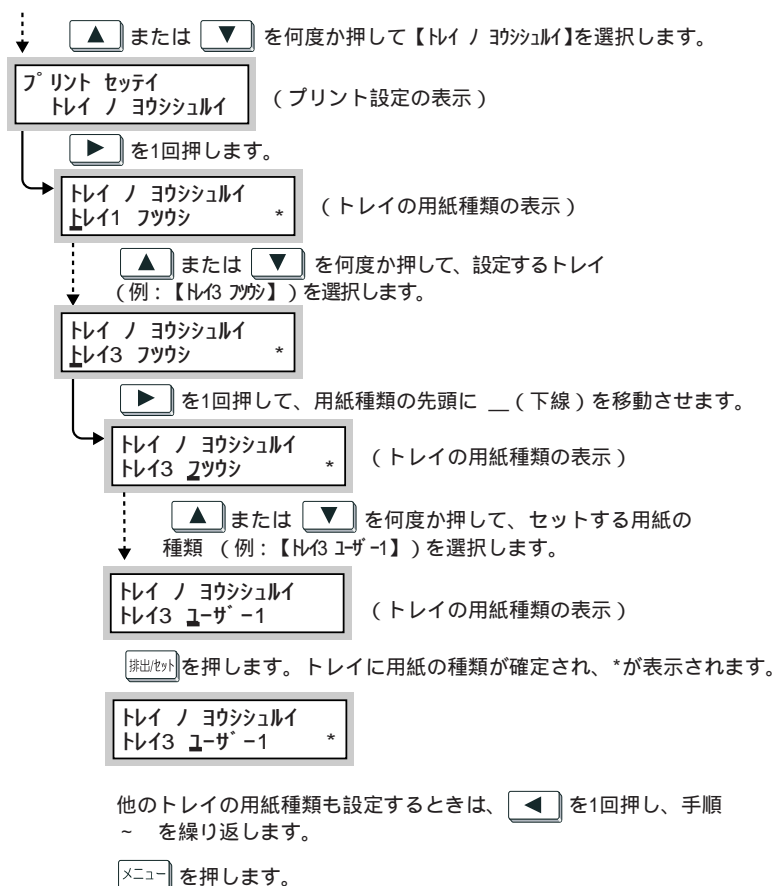 ▲ または ▼ を何度か押して【トレイ ノ ヨウシシュルイ】を選択します。
プリント セッテイ
トレイ ノ ヨウシシュルイ
（プリント設定の表示）
▶ を1回押します。
トレイ ノ ヨウシシュルイ
トレイ1 フツウシ *
（トレイの用紙種類の表示）
▲ または ▼ を何度か押して、設定するトレイ
（例：【トレイ3 フツウシ】）を選択します。
トレイ ノ ヨウシシュルイ
トレイ3 フツウシ *
▶ を1回押して、用紙種類の先頭に ＿（下線）を移動させます。
トレイ ノ ヨウシシュルイ
トレイ3 フツウシ *
（トレイの用紙種類の表示）
▲ または ▼ を何度か押して、セットする用紙の
種類 （例：【トレイ3 ユーザー1】）を選択します。
トレイ ノ ヨウシシュルイ
トレイ3 ユーザー1
（トレイの用紙種類の表示）
排出/セット を押します。トレイに用紙の種類が確定され、*が表示されます。
トレイ ノ ヨウシシュルイ
トレイ3 ユーザー1 *
他のトレイの用紙種類も設定するときは、 ◀ を1回押し、手順
~ を繰り返します。
メニュー を押します。